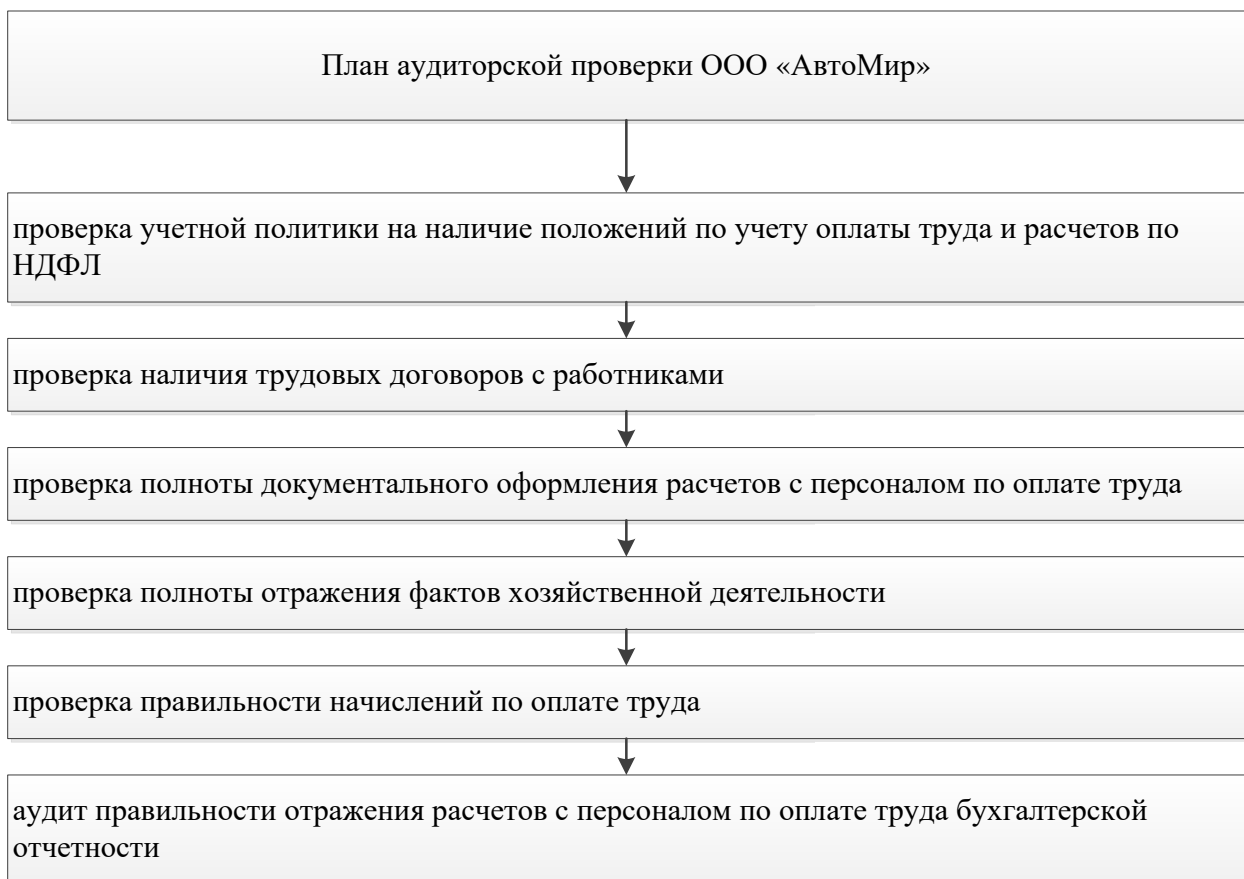 План аудиторской проверки ООО «АвтоМир»
проверка учетной политики на наличие положений по учету оплаты труда и расчетов по
НДФЛ
проверка наличия трудовых договоров с работниками
проверка полноты документального оформления расчетов с персоналом по оплате труда
проверка полноты отражения фактов хозяйственной деятельности
проверка правильности начислений по оплате труда
аудит правильности отражения расчетов с персоналом по оплате труда бухгалтерской
отчетности